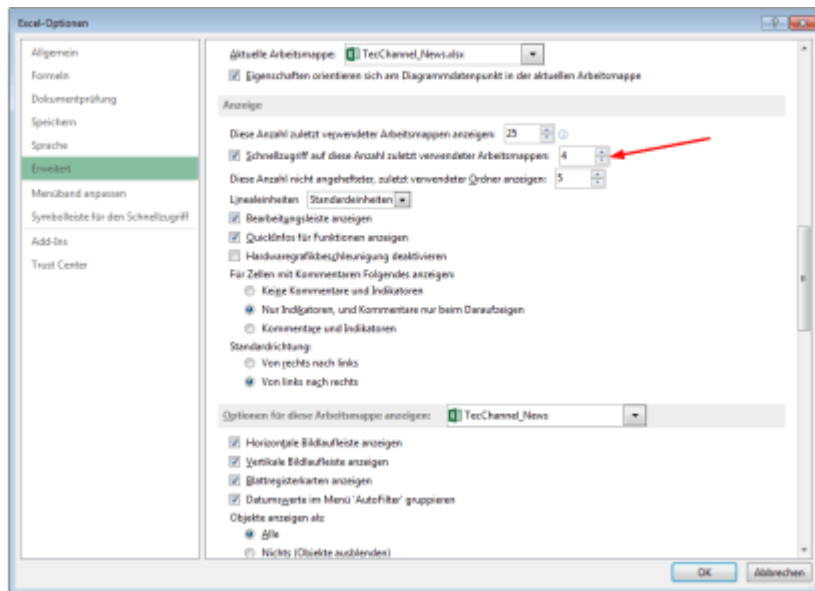 Excel-Optionen
Allgemein
Formeln
Dokumentprüfung
Speichern
Sprache
Erweitert
Menüband anpassen
Symbolleiste für den Schnellzugriff
Add-Ins
Trust Center
Aktuelle Arbeitsmappe: TecChannel_News.xlsx
Eigenschaften orientieren sich am Diagrammdatenpunkt in der aktuellen Arbeitsmappe
Anzeige
Diese Anzahl zuletzt verwendeter Arbeitsmappen anzeigen: 25
Schnellzugriff auf diese Anzahl zuletzt verwendeter Arbeitsmappen: 4
Diese Anzahl nicht angehefteter, zuletzt verwendeter Ordner anzeigen: 5
Linealeinheiten Standardeinheiten
Bearbeitungsleiste anzeigen
QuickInfos für Funktionen anzeigen
Hardwaregrafikbeschleunigung deaktivieren
Für Zellen mit Kommentaren Folgendes anzeigen:
Keine Kommentare und Indikatoren
Nur Indikatoren, und Kommentare nur beim Daraufzeigen
Kommentare und Indikatoren
Standardrichtung:
Von rechts nach links
Von links nach rechts
Optionen für diese Arbeitsmappe anzeigen: TecChannel_News
Horizontale Bildlaufleiste anzeigen
Vertikale Bildlaufleiste anzeigen
Blattregisterkarten anzeigen
Datumswerte im Menü 'AutoFilter' gruppieren
Objekte anzeigen als:
Alle
Nichts (Objekte ausblenden)
OK Abbrechen